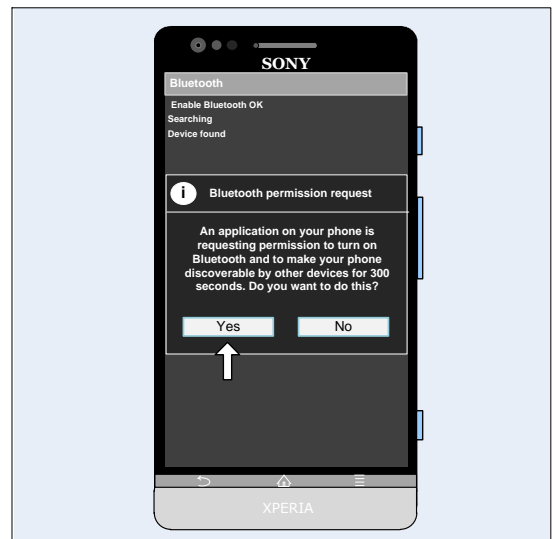 SONY
Bluetooth
Enable Bluetooth OK
Searching
Device found
i
Bluetooth permission request
An application on your phone is
requesting permission to turn on
Bluetooth and to make your phone
discoverable by other devices for 300
seconds. Do you want to do this?
Yes
No
XPERIA